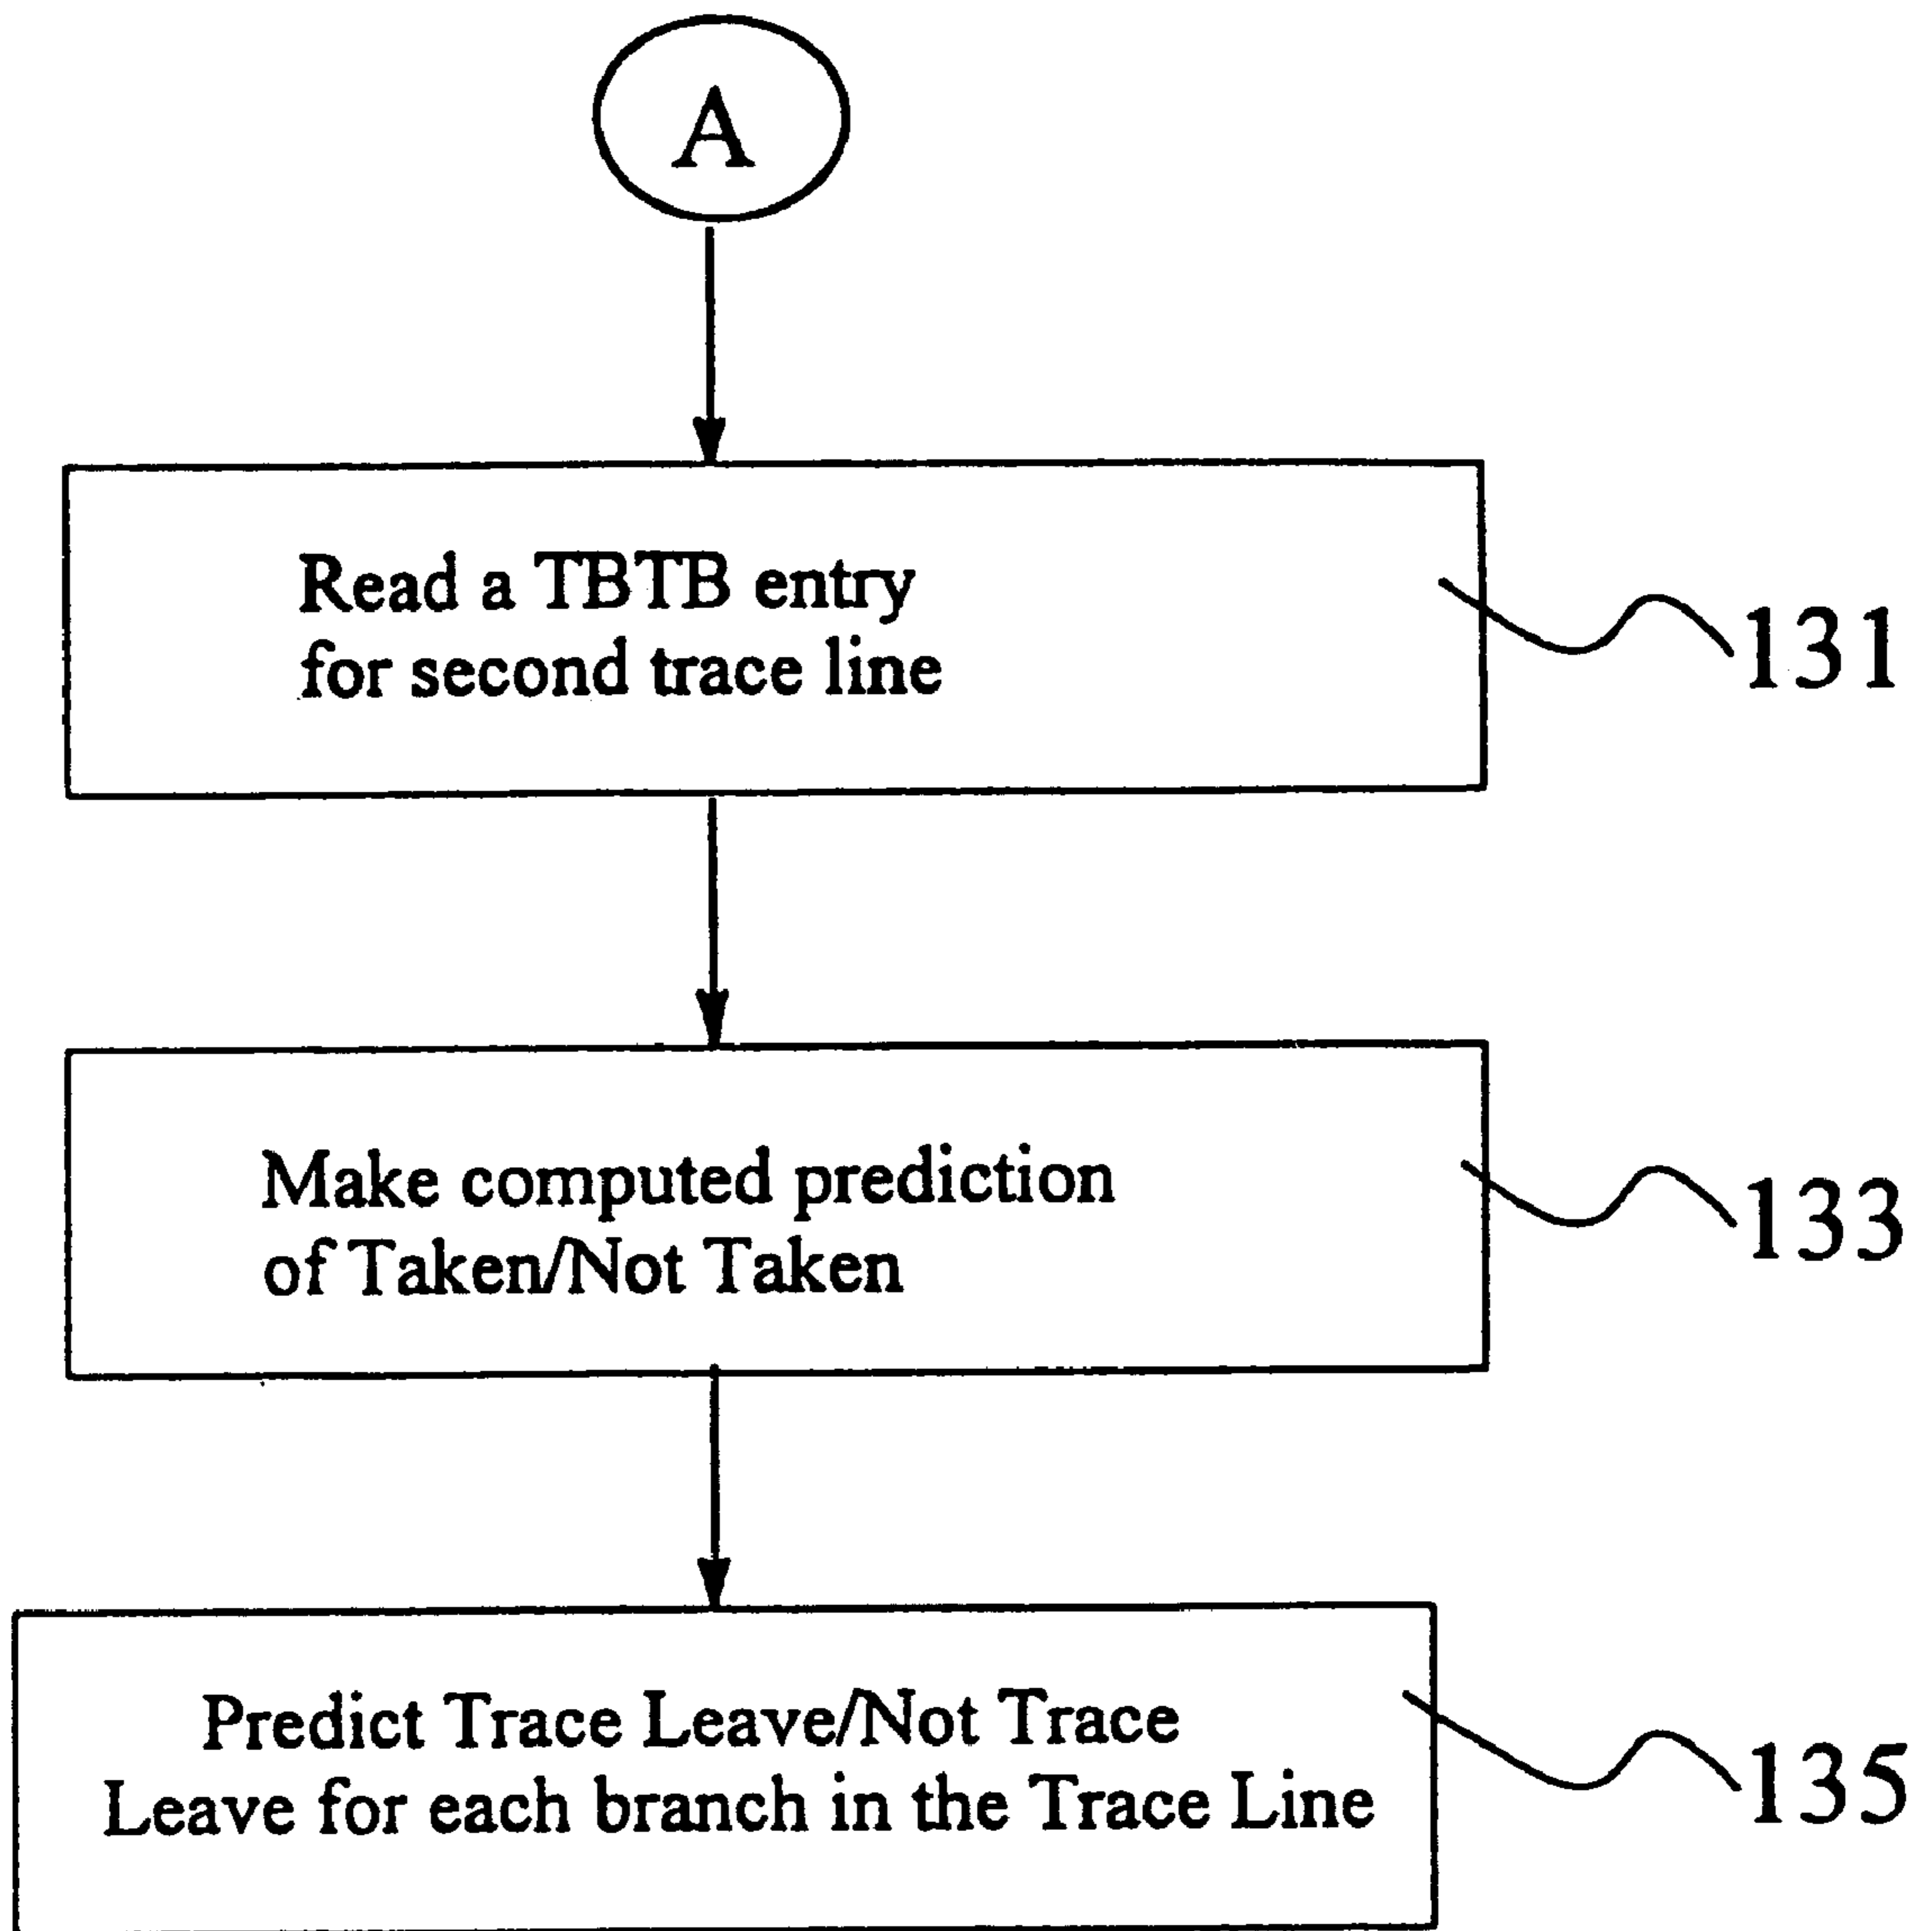 A
Read a TBTB entry
for second trace line
131
Make computed prediction
of Taken/Not Taken
133
Predict Trace Leave/Not Trace
Leave for each branch in the Trace Line
135